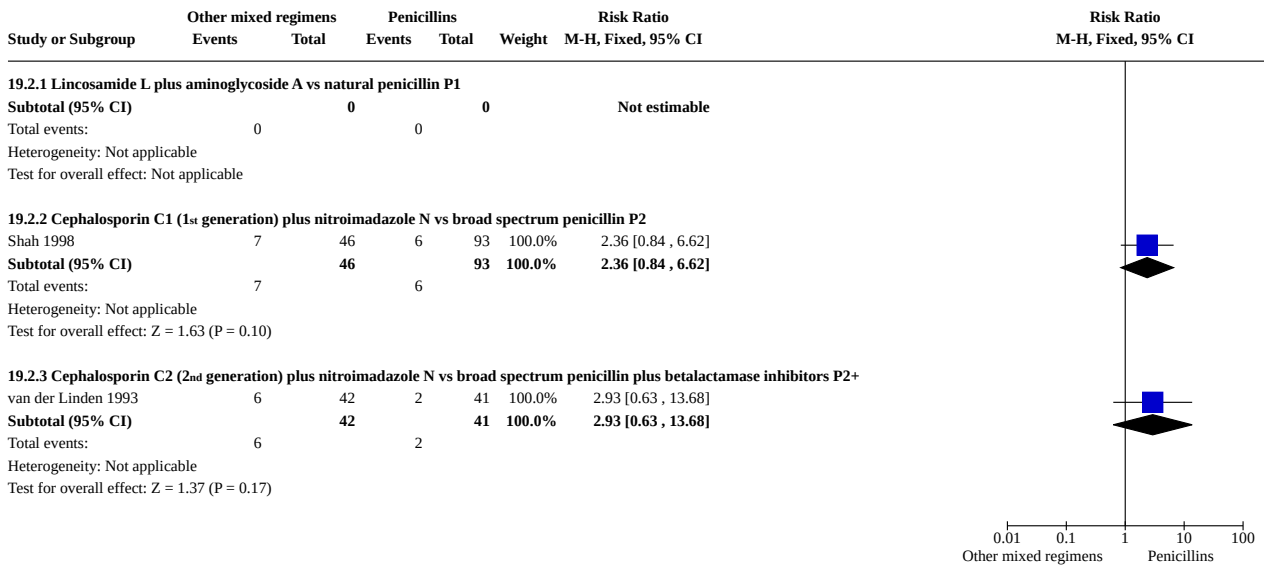 Other mixed regimens Penicillins Risk Ratio Risk Ratio
Study or Subgroup Events Total Events Total Weight M-H, Fixed, 95% CI M-H, Fixed, 95% CI
19.2.1 Lincosamide L plus aminoglycoside A vs natural penicillin P1
Subtotal (95% CI) 0 0 Not estimable
Total events: 0 0
Heterogeneity: Not applicable
Test for overall effect: Not applicable
19.2.2 Cephalosporin C1 (1st generation) plus nitroimadazole N vs broad spectrum penicillin P2
Shah 1998 7 46 6 93 100.0% 2.36 [0.84 , 6.62]
Subtotal (95% CI) 46 93 100.0% 2.36 [0.84 , 6.62]
Total events: 7 6
Heterogeneity: Not applicable
Test for overall effect: Z = 1.63 (P = 0.10)
19.2.3 Cephalosporin C2 (2nd generation) plus nitroimadazole N vs broad spectrum penicillin plus betalactamase inhibitors P2+
van der Linden 1993 6 42 2 41 100.0% 2.93 [0.63 , 13.68]
Subtotal (95% CI) 42 41 100.0% 2.93 [0.63 , 13.68]
Total events: 6 2
Heterogeneity: Not applicable
Test for overall effect: Z = 1.37 (P = 0.17)
0.01 0.1 1 10 100
Other mixed regimens Penicillins